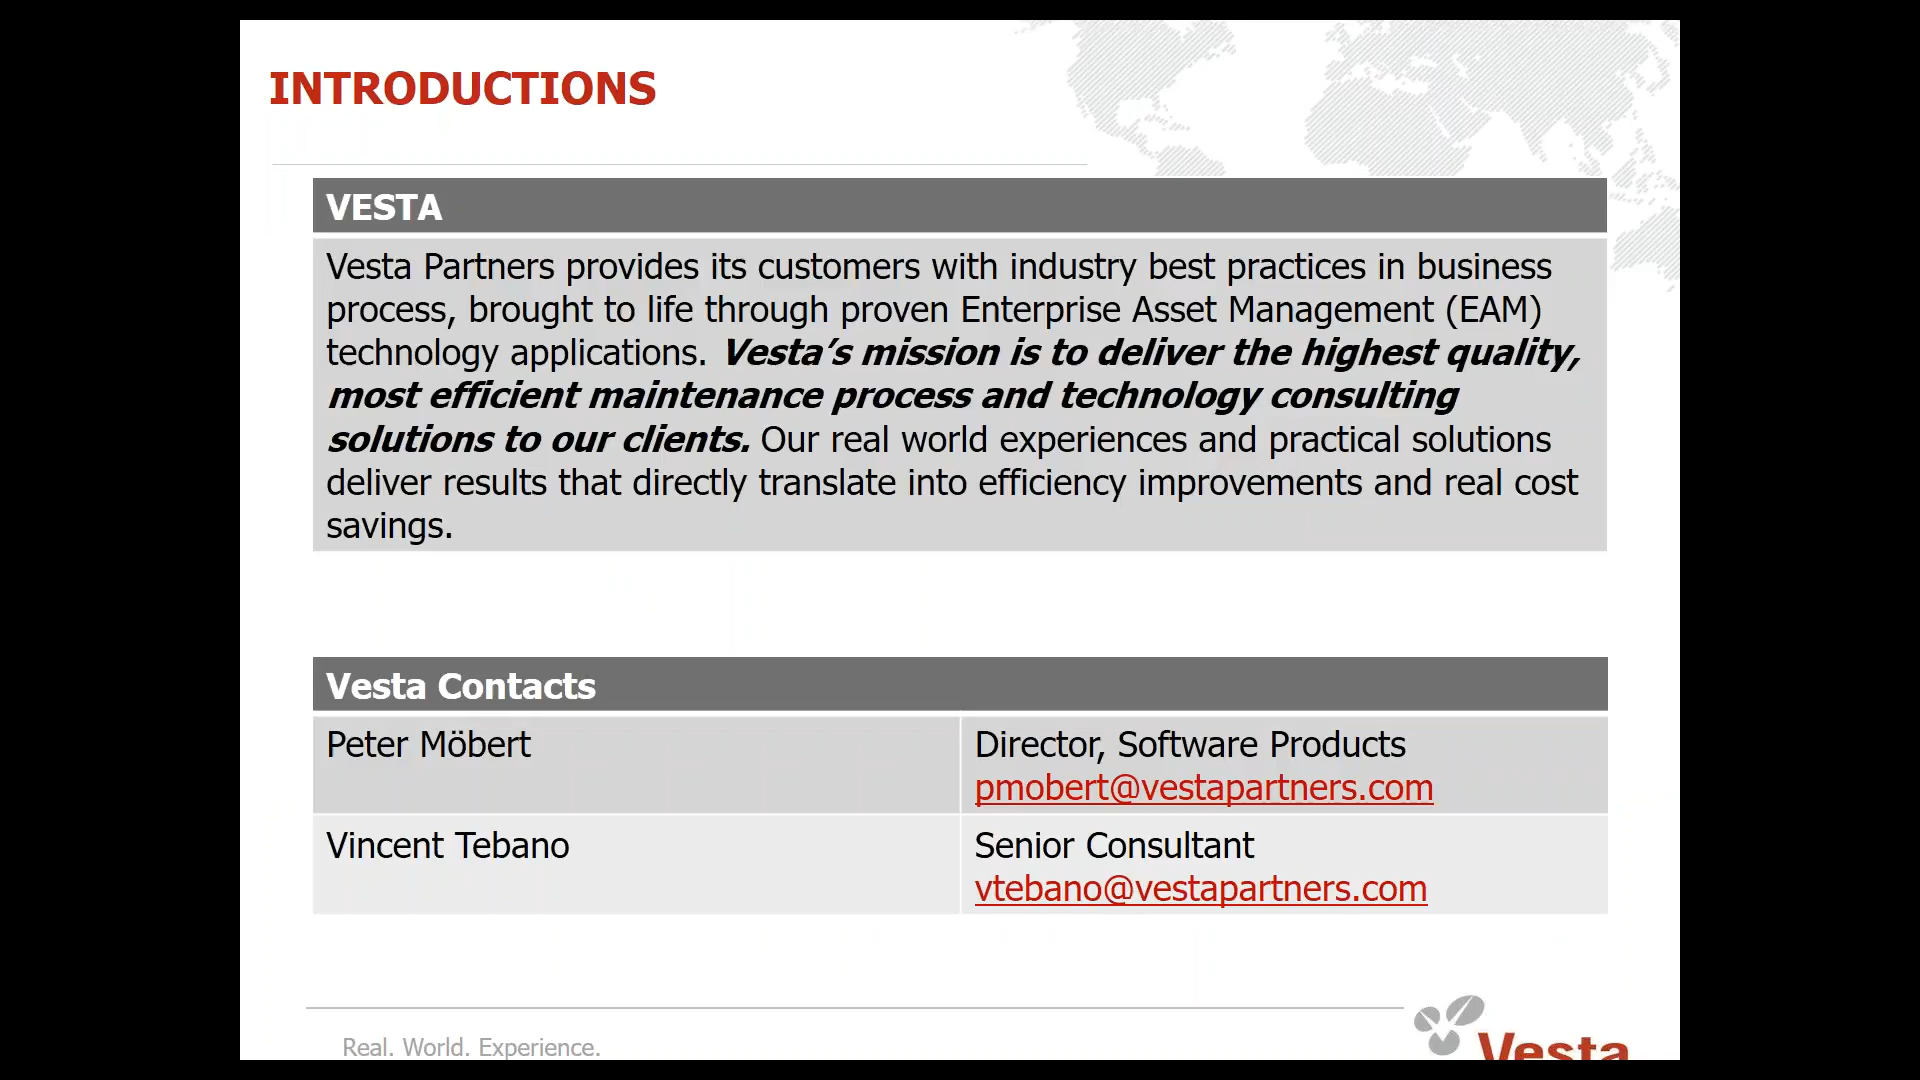 INTRODUCTIONS
VESTA
Vesta Partners provides its customers with industry best practices in business
process, brought to life through proven Enterprise Asset Management (EAM)
technology applications. Vesta’s mission is to deliver the highest quality,
most efficient maintenance process and technology consulting
solutions to our clients. Our real world experiences and practical solutions
deliver results that directly translate into efficiency improvements and real cost
savings.
Vesta Contacts
Peter Möbert
Director, Software Products
pmobert@vestapartners.com
Vincent Tebano
Senior Consultant
vtebano@vestapartners.com
Real. World. Experience.
Vesta